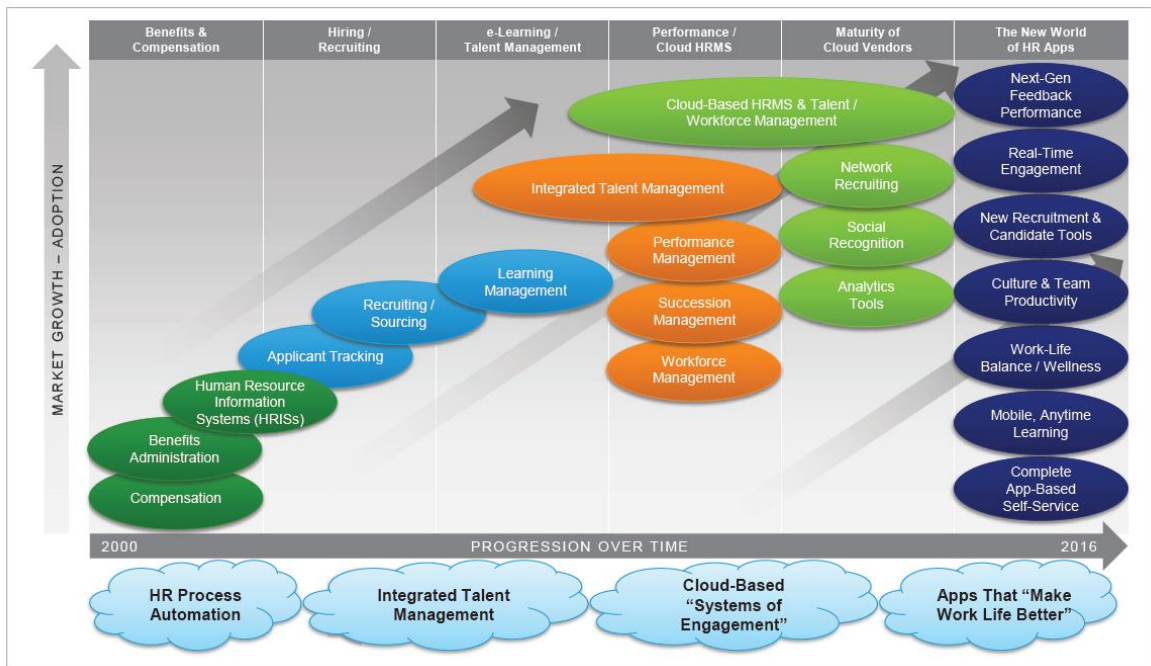 Benefits &
Compensation
Hiring /
Recruiting
e-Learning /
Talent Management
Performance /
Cloud HRMS
Maturity of
Cloud Vendors
The New World
of HR Apps
MARKET GROWTH – ADOPTION
Compensation
Benefits
Administration
Human Resource
Information
Systems (HRISs)
Applicant Tracking
Recruiting /
Sourcing
Learning
Management
Integrated Talent Management
Performance
Management
Succession
Management
Workforce
Management
Cloud-Based HRMS & Talent /
Workforce Management
Network
Recruiting
Social
Recognition
Analytics
Tools
Next-Gen
Feedback
Performance
Real-Time
Engagement
New Recruitment &
Candidate Tools
Culture & Team
Productivity
Work-Life
Balance / Wellness
Mobile, Anytime
Learning
Complete
App-Based
Self-Service
2000
PROGRESSION OVER TIME
2016
HR Process
Automation
Integrated Talent
Management
Cloud-Based
“Systems of
Engagement”
Apps That “Make
Work Life Better”